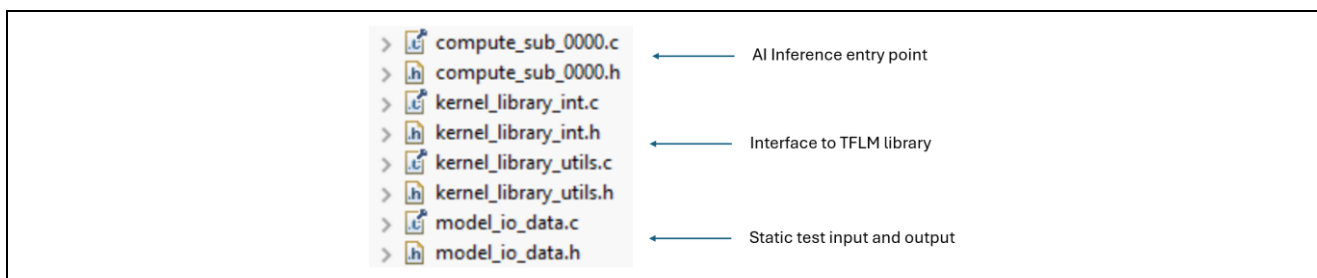 compute_sub_0000.c
AI Inference entry point
compute_sub_0000.h
kernel_library_int.c
kernel_library_int.h
Interface to TFLM library
kernel_library_utils.c
kernel_library_utils.h
model_io_data.c
Static test input and output
model_io_data.h